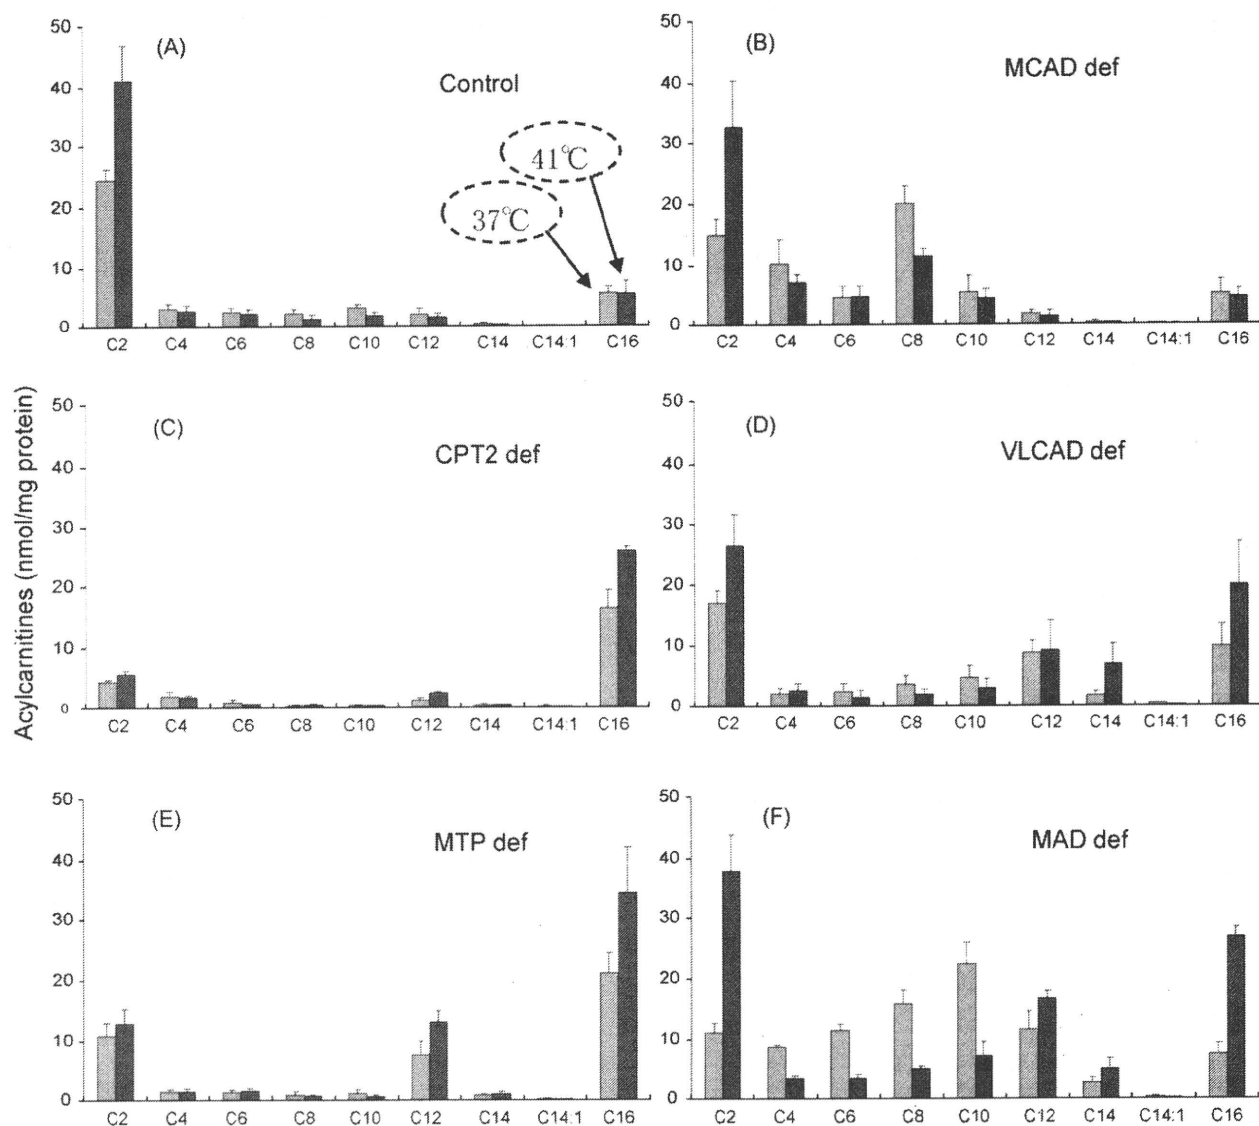 Acylcarnitines (nmol/mg protein)
(A)
Control
41℃
37℃
50
40
30
20
10
0
C2 C4 C6 C8 C10 C12 C14 C14:1 C16
(B)
MCAD def
50
40
30
20
10
0
C2 C4 C6 C8 C10 C12 C14 C14:1 C16
(C)
CPT2 def
50
40
30
20
10
0
C2 C4 C6 C8 C10 C12 C14 C14:1 C16
(D)
VLCAD def
50
40
30
20
10
0
C2 C4 C6 C8 C10 C12 C14 C14:1 C16
(E)
MTP def
50
40
30
20
10
0
C2 C4 C6 C8 C10 C12 C14 C14:1 C16
(F)
MAD def
50
40
30
20
10
0
C2 C4 C6 C8 C10 C12 C14 C14:1 C16